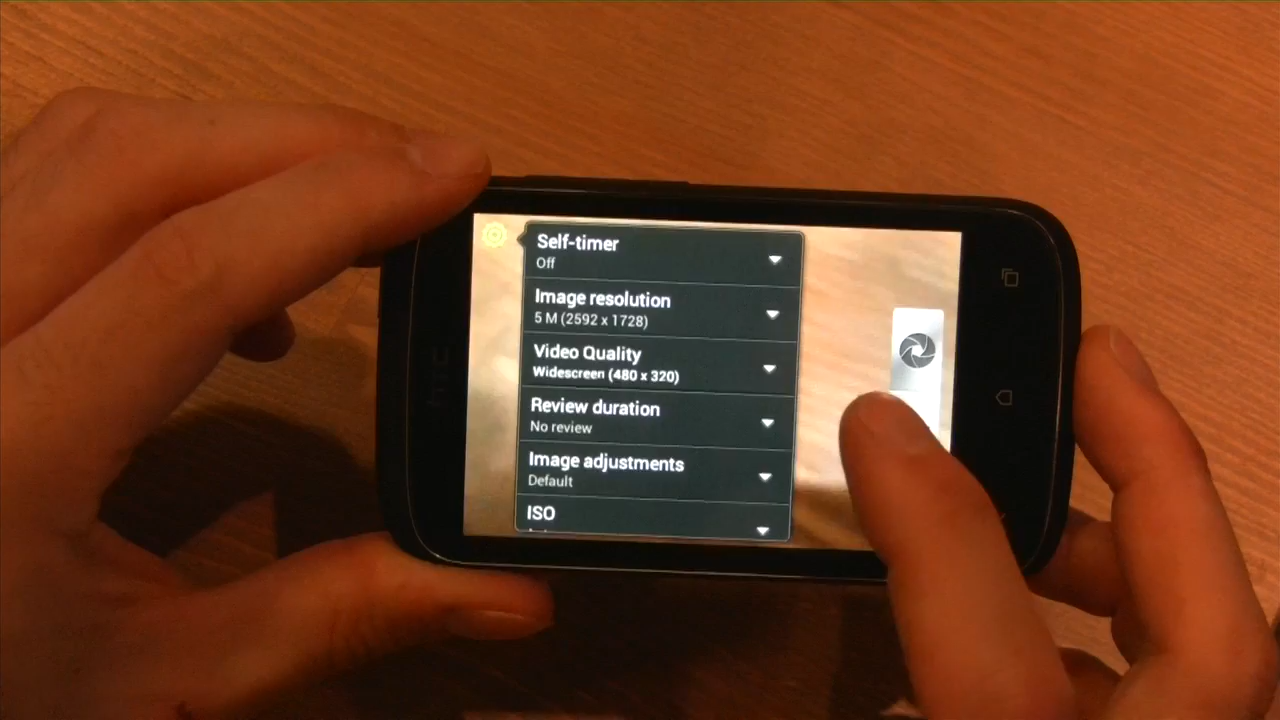 hTC
Self-timer
Off
Image resolution
5 M (2592 x 1728)
Video Quality
Widescreen (480 x 320)
Review duration
No review
Image adjustments
Default
ISO